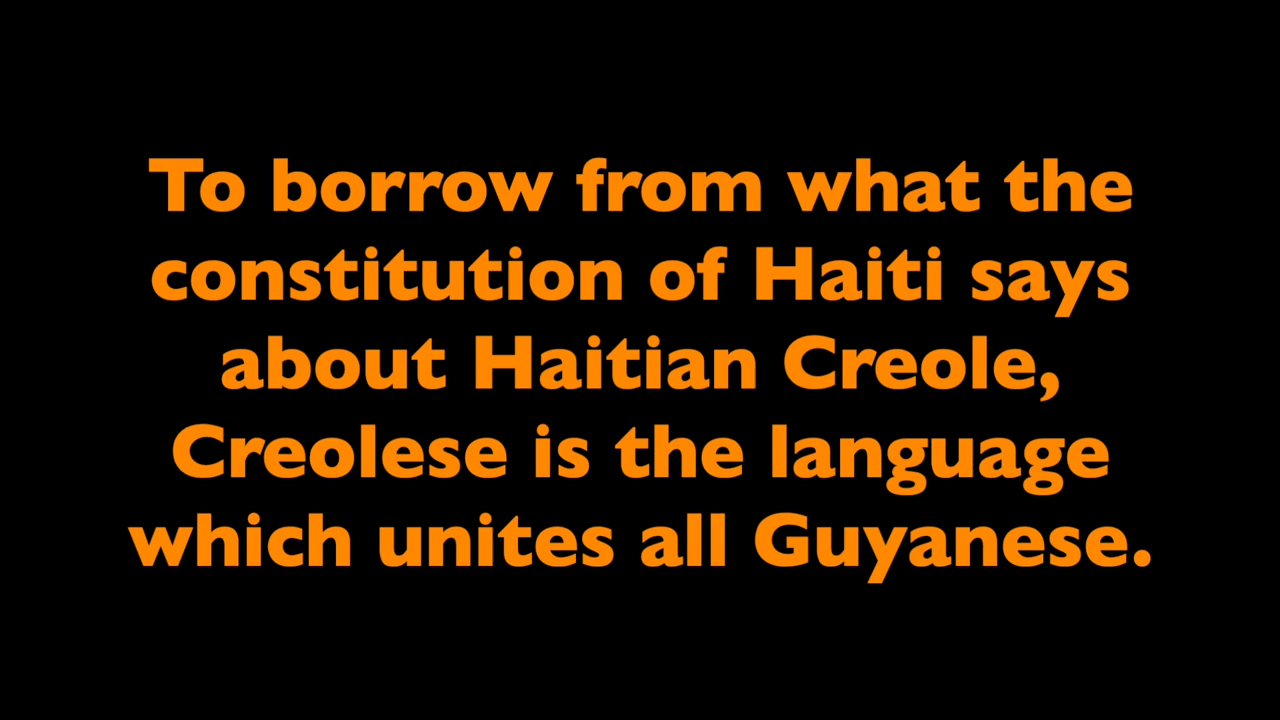 To borrow from what the
constitution of Haiti says
about Haitian Creole,
Creolese is the language
which unites all Guyanese.